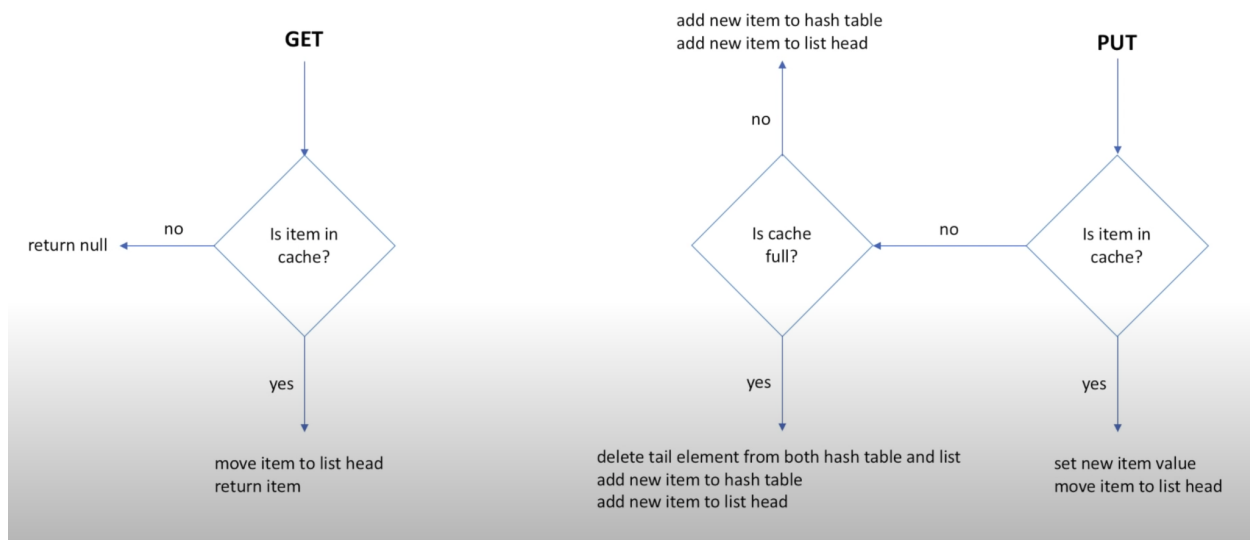 GET
Is item in
cache?
no
return null
yes
move item to list head
return item
PUT
Is item in
cache?
yes
set new item value
move item to list head
no
Is cache
full?
no
add new item to hash table
add new item to list head
yes
delete tail element from both hash table and list
add new item to hash table
add new item to list head